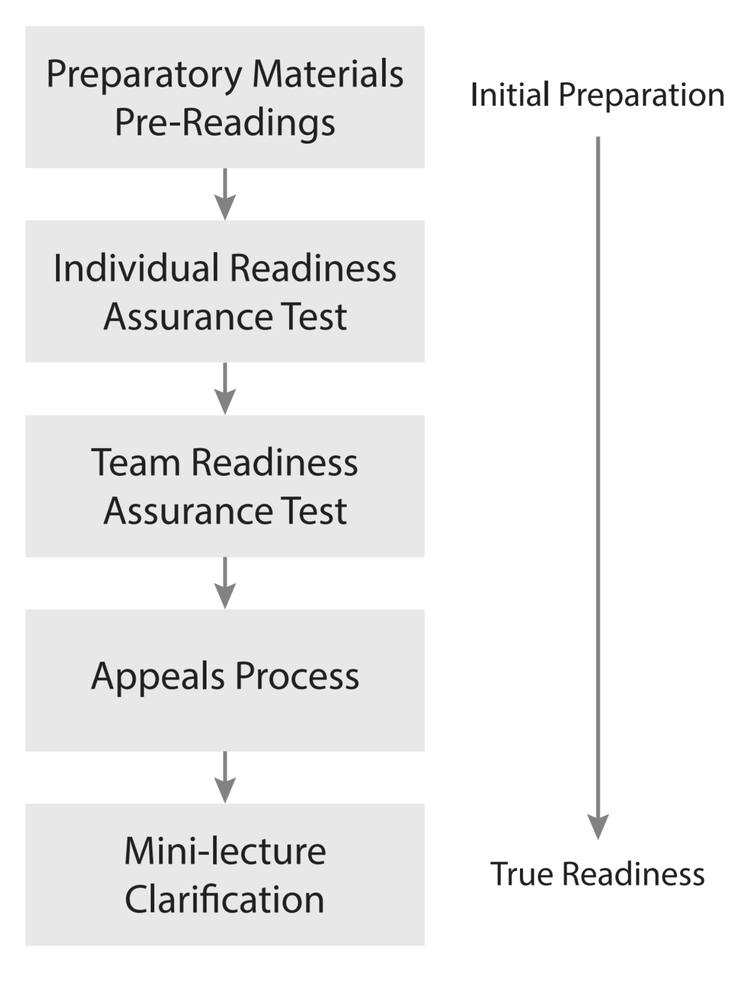 Preparatory Materials
Pre-Readings
Initial Preparation
Individual Readiness
Assurance Test
Team Readiness
Assurance Test
Appeals Process
Mini-lecture
Clarification
True Readiness